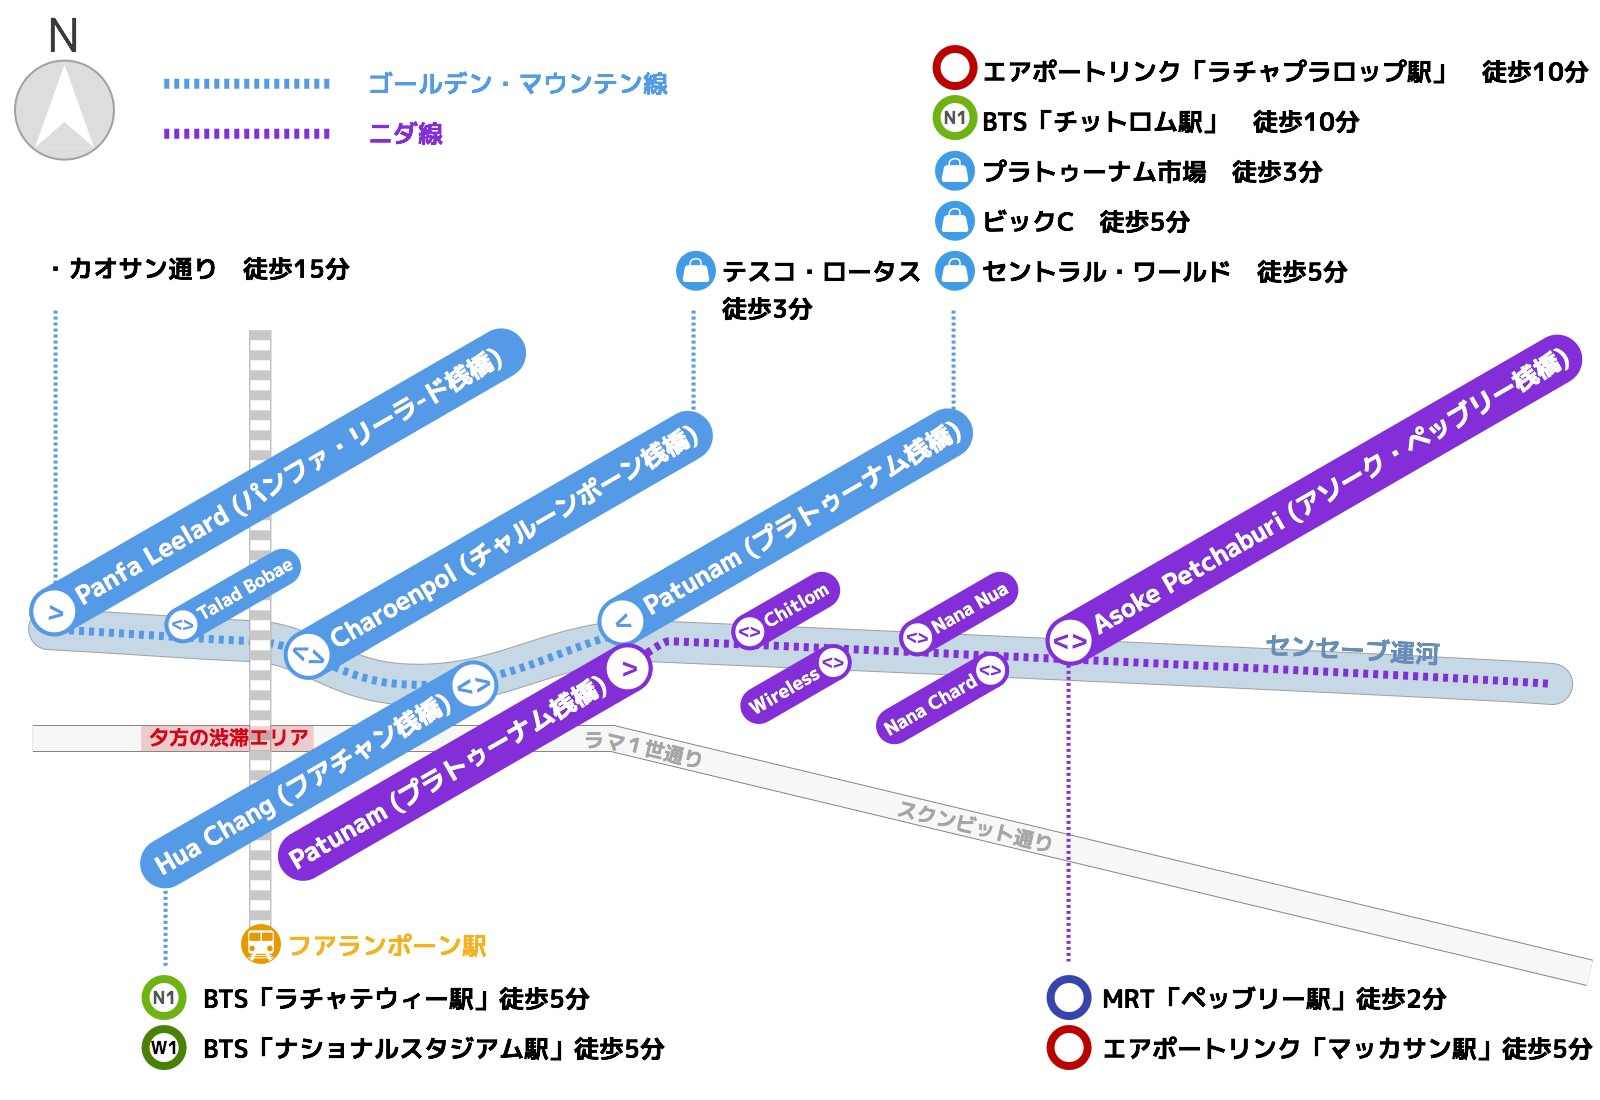 N
ゴールデン・マウンテン線
ニダ線
エアポートリンク「ラチャプラロップ駅」　徒歩10分
N1 BTS「チットロム駅」　徒歩10分
プラトゥーナム市場　徒歩3分
ビックC　徒歩5分
セントラル・ワールド　徒歩5分
・カオサン通り　徒歩15分
テスコ・ロータス
徒歩3分
Panfa Leelard (パンファ・リーラ-ド桟橋)
Talad Bobae
Charoenpol (チャルーンポーン桟橋)
Patunam (プラトゥーナム桟橋)
Chitlom
Nana Nua
Asoke Petchaburi (アソーク・ペッブリー桟橋)
センセーブ運河
Wireless
Nana Chard
夕方の渋滞エリア
Hua Chang (フアチャン桟橋)
Patunam (プラトゥーナム桟橋)
ラマ1世通り
スクンビット通り
フアランポーン駅
N1 BTS「ラチャテウィー駅」徒歩5分
W1 BTS「ナショナルスタジアム駅」徒歩5分
MRT「ペッブリー駅」徒歩2分
エアポートリンク「マッカサン駅」徒歩5分